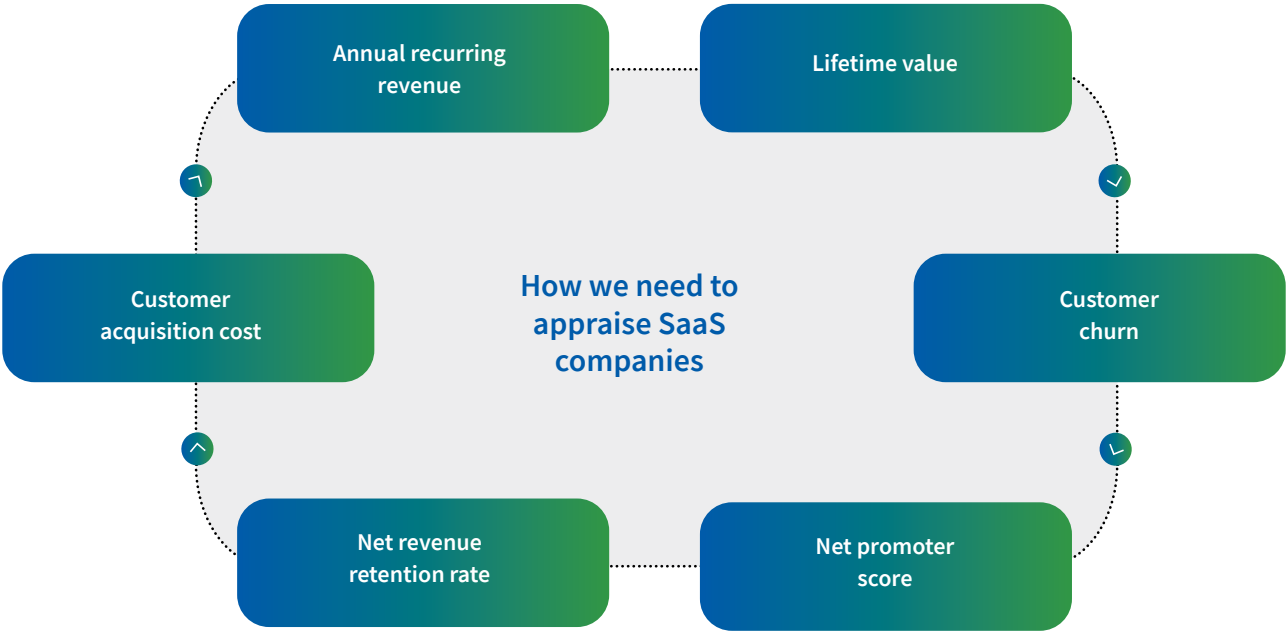 Annual recurring
revenue
Lifetime value
Customer
acquisition cost
How we need to
appraise SaaS
companies
Customer
churn
Net revenue
retention rate
Net promoter
score